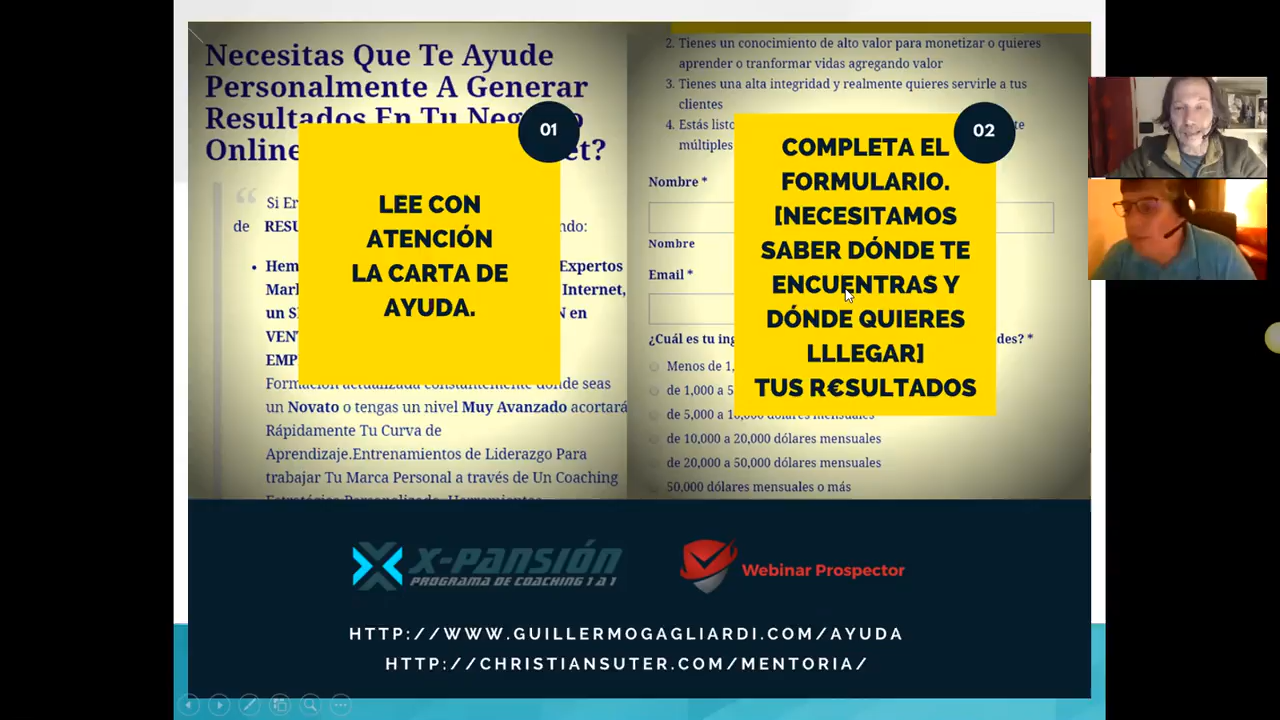 Necesitas Que Te Ayude
Personalmente A Generar
Resultados En Tu
Online
et?
01
LEE CON
ATENCIÓN
LA CARTA DE
AYUDA.
Si
de RESU ndo:
Expertos
Internet,
un
en
Formación actualizada constantemente donde seas
un Novato o tengas un nivel Muy Avanzado acortará
Rápidamente Tu Curva de
Aprendizaje.Entrenamientos de Liderazgo Para
trabajar Tu Marca Personal a través de Un Coaching
Estratégico Personalizado, Herramientas
2. Tienes un conocimiento de alto valor para monetizar o quieres
aprender o tranformar vidas agregando valor
3. Tienes una alta integridad y realmente quieres servirle a tus
clientes
4. Estás
múltiples
02
COMPLETA EL
FORMULARIO.
[NECESITAMOS
SABER DÓNDE TE
ENCUENTRAS Y
DÓNDE QUIERES
LLLEGAR]
TUS R€SULTADOS
Nombre *
Nombre
Email *
¿Cuál es tu des? *
Menos de 1,
de 1,000 a 5
de 5,000 a 10,000 dólares mensuales
de 10,000 a 20,000 dólares mensuales
de 20,000 a 50,000 dólares mensuales
50,000 dólares mensuales o más
X-PANSIÓN
PROGRAMA DE COACHING 1 A 1
Webinar Prospector
HTTP://WWW.GUILLERMOGAGLIARDI.COM/AYUDA
HTTP://CHRISTIANSUTER.COM/MENTORIA/